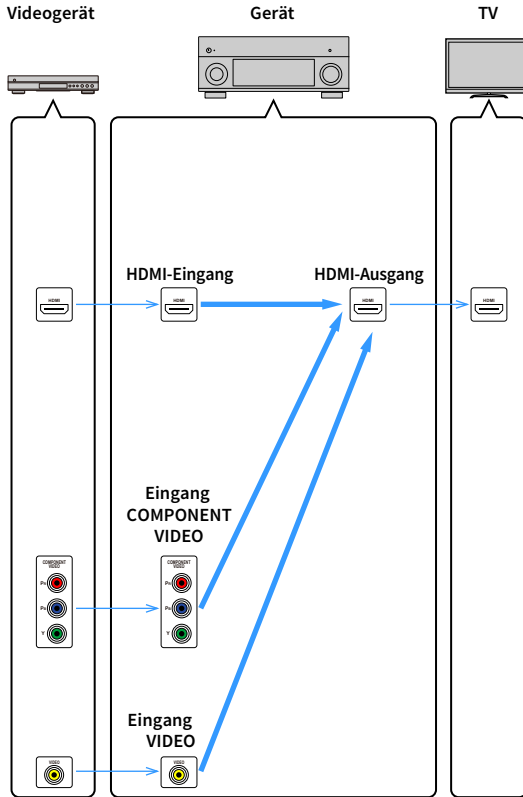 Videogerät Gerät TV
HDMI-Eingang HDMI-Ausgang
HDMI HDMI HDMI HDMI
Eingang
COMPONENT
VIDEO
COMPONENT VIDEO COMPONENT VIDEO
PR PR
PB PB
Y Y
Eingang
VIDEO
VIDEO VIDEO